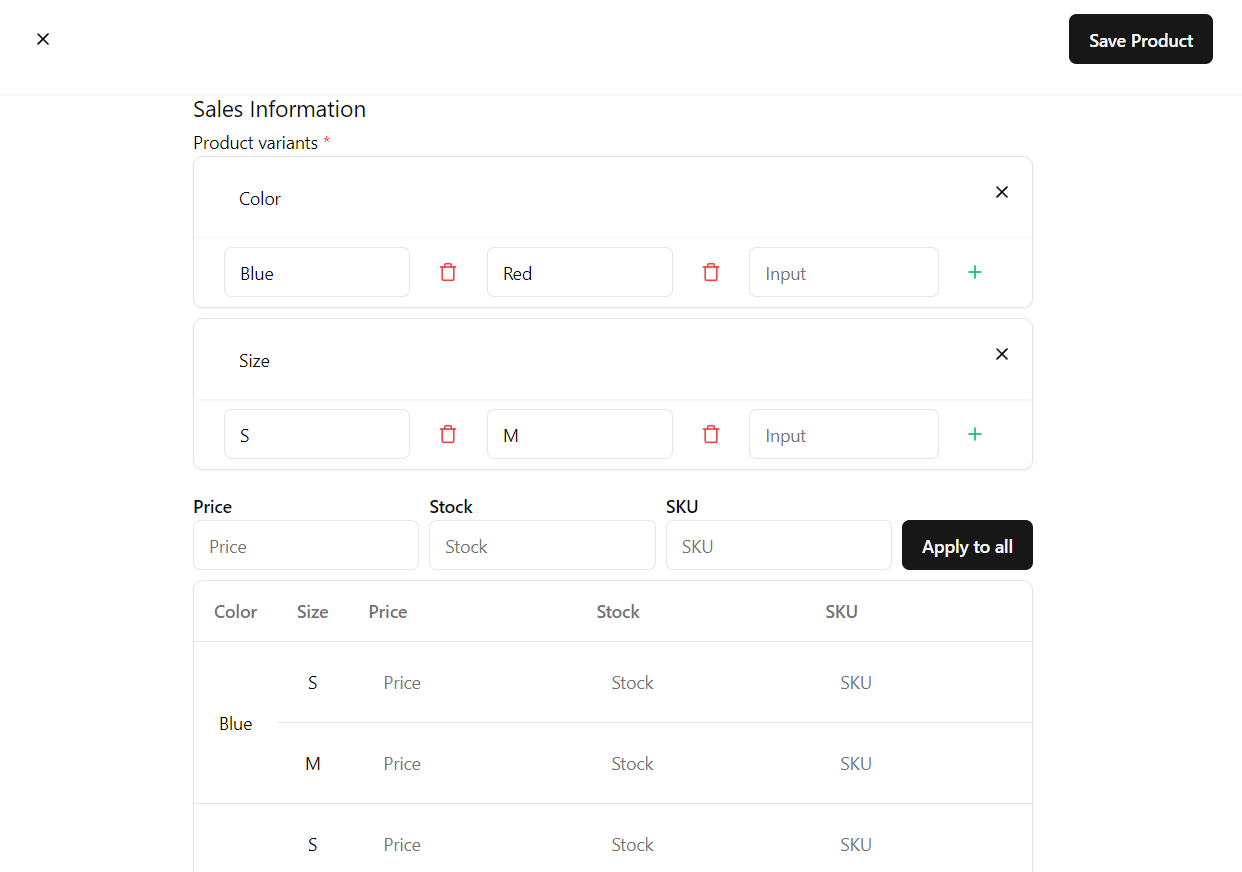 Save Product
Sales Information
Product variants *
Color
Blue Red Input
Size
S M Input
Price Stock SKU
Price Stock SKU Apply to all
Color Size Price Stock SKU
S Price Stock SKU
Blue
M Price Stock SKU
S Price Stock SKU